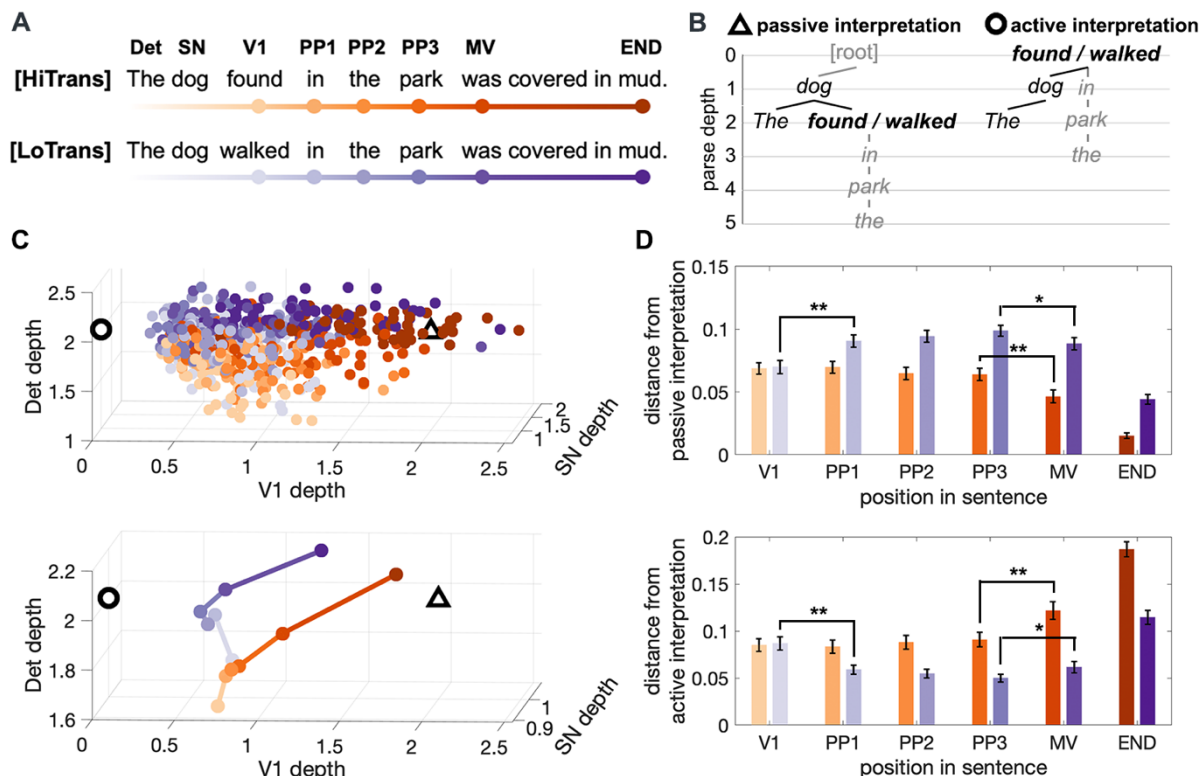 A
Det SN V1 PP1 PP2 PP3 MV END
[HiTrans] The dog found in the park was covered in mud.
[LoTrans] The dog walked in the park was covered in mud.
B
passive interpretation active interpretation
0 [root] found / walked
1 dog dog in
2 The found / walked The park
3 in the
4 park
5 the
parse depth
C
2.5
2
1.5
1
Det depth
0 0.5 1 1.5 2 2.5
V1 depth
1 1.5 2
SN depth
2.2
2
1.8
1.6
Det depth
0 0.5 1 1.5 2 2.5
V1 depth
0.9 1
SN depth
D
0.15
0.1
0.05
0
distance from
passive interpretation
** ** *
V1 PP1 PP2 PP3 MV END
position in sentence
0.2
0.15
0.1
0.05
0
distance from
active interpretation
** ** *
V1 PP1 PP2 PP3 MV END
position in sentence